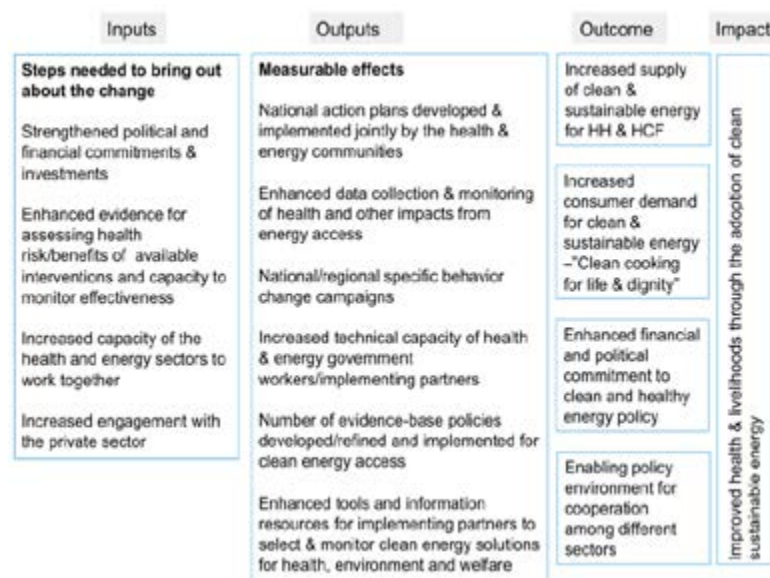 Inputs
Outputs
Outcome
Impact
Steps needed to bring out
about the change
Strengthened political and
financial commitments &
investments
Enhanced evidence for
assessing health
risk/benefits of available
interventions and capacity to
monitor effectiveness
Increased capacity of the
health and energy sectors to
work together
Increased engagement with
the private sector
Measurable effects
National action plans developed &
implemented jointly by the health &
energy communities
Enhanced data collection & monitoring
of health and other impacts from
energy access
National/regional specific behavior
change campaigns
Increased technical capacity of health
& energy government
workers/implementing partners
Number of evidence-base policies
developed/refined and implemented for
clean energy access
Enhanced tools and information
resources for implementing partners to
select & monitor clean energy solutions
for health, environment and welfare
Increased supply
of clean &
sustainable energy
for HH & HCF
Increased
consumer demand
for clean &
sustainable energy
–"Clean cooking
for life & dignity"
Enhanced financial
and political
commitment to
clean and healthy
energy policy
Enabling policy
environment for
cooperation
among different
sectors
Improved health & livelihoods through the adoption of clean
sustainable energy